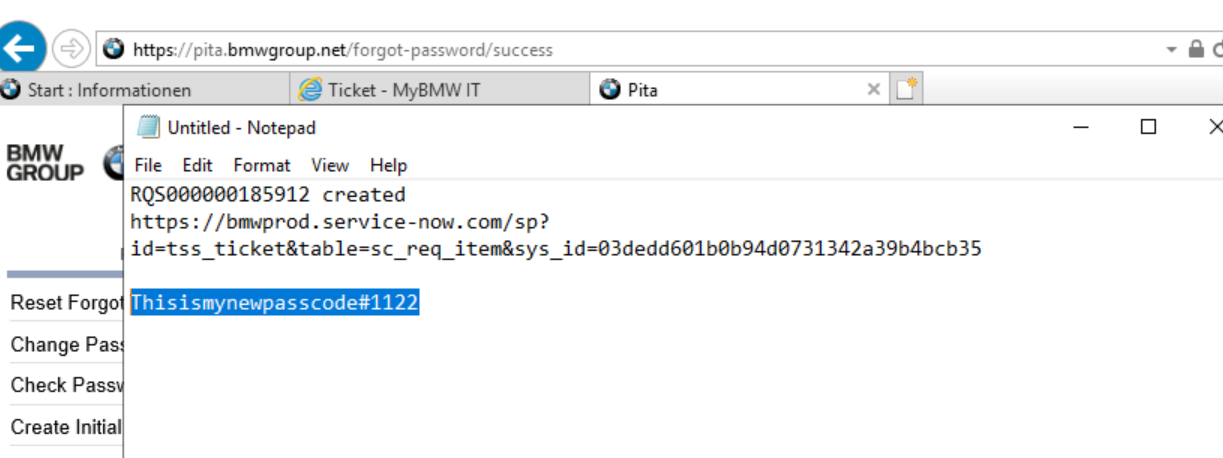 https://pita.bmwgroup.net/forgot-password/success
Start : Informationen
Ticket - MyBMW IT
Pita
Untitled - Notepad
BMW
GROUP
File Edit Format View Help
RQS000000185912 created
https://bmwprod.service-now.com/sp?
id=tss_ticket&table=sc_req_item&sys_id=03dedd601b0b94d0731342a39b4bcb35
Reset Forgot
Thisismynewpasscode#1122
Change Pass
Check Passw
Create Initial